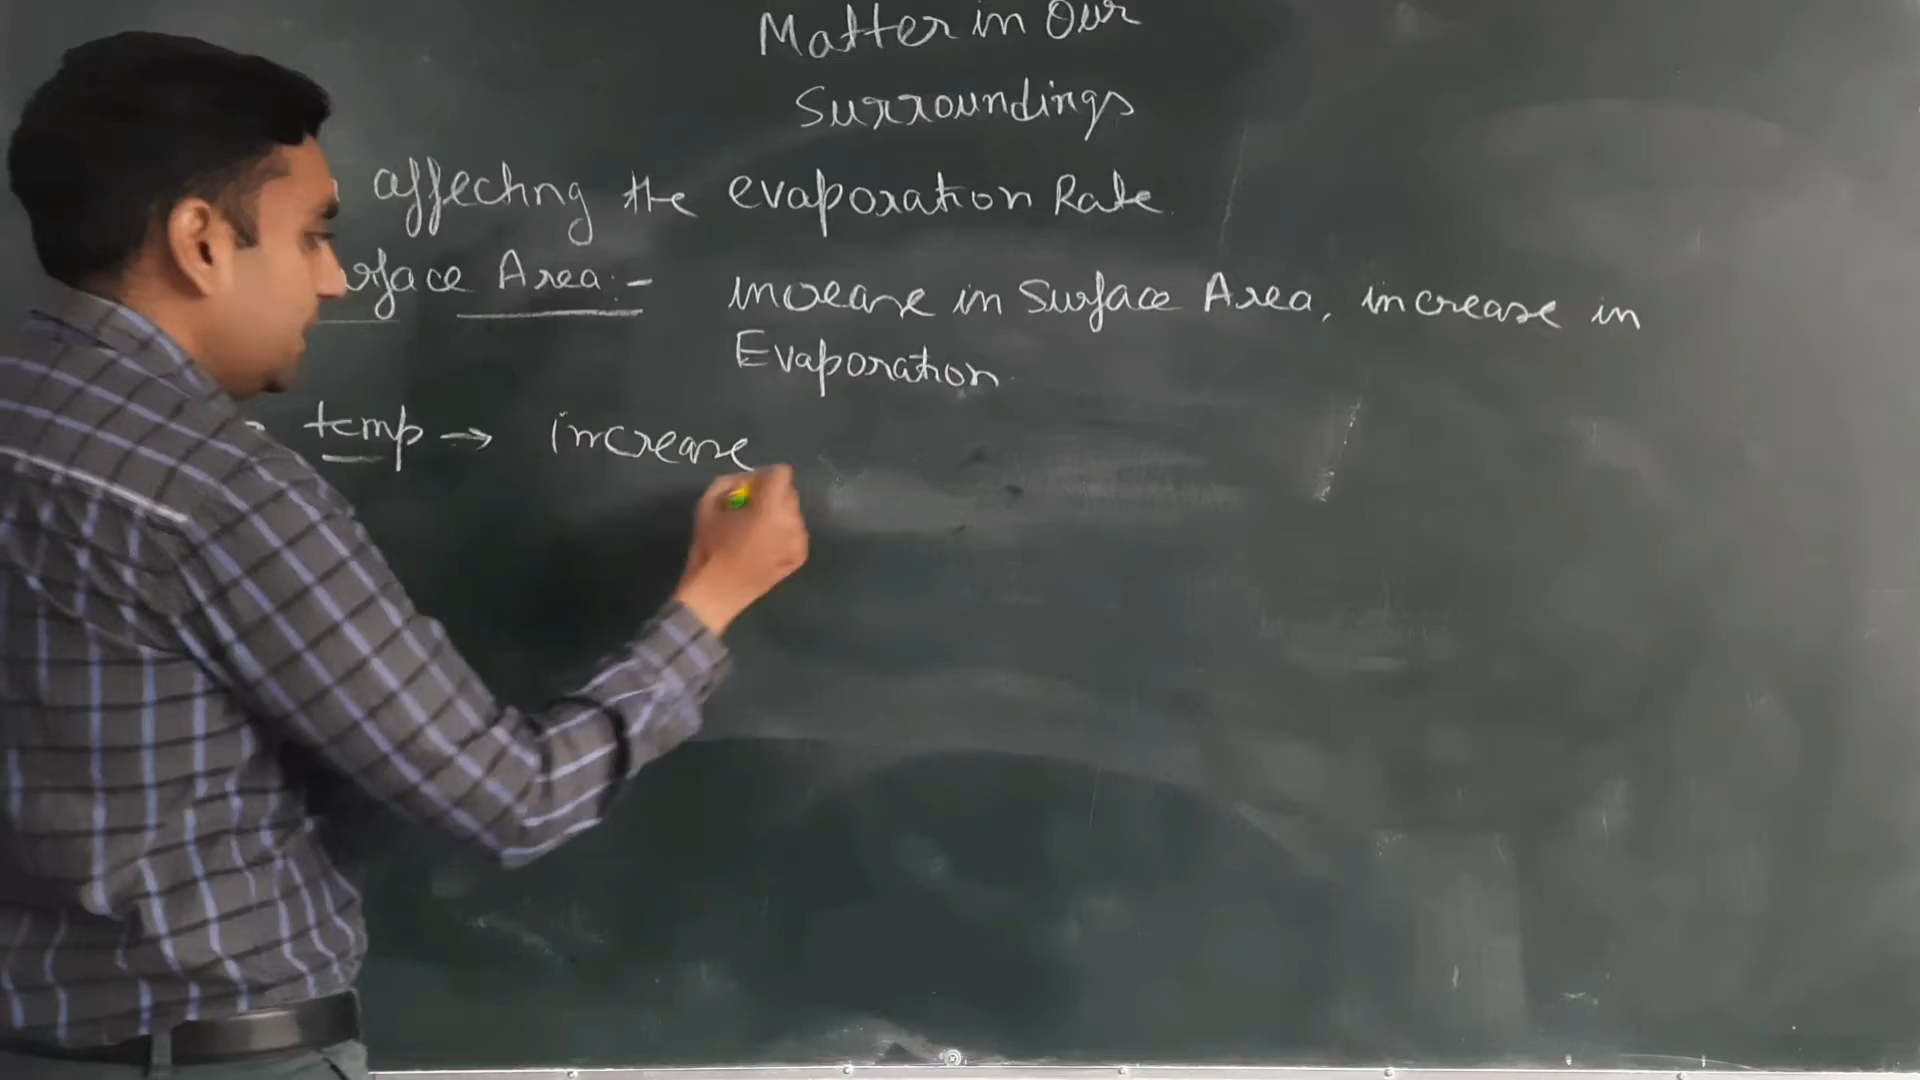 Matter in Our
Surroundings
affecting the evaporation Rate
Area:- increase in Surface Area, increase in
Evaporation
temp → increase